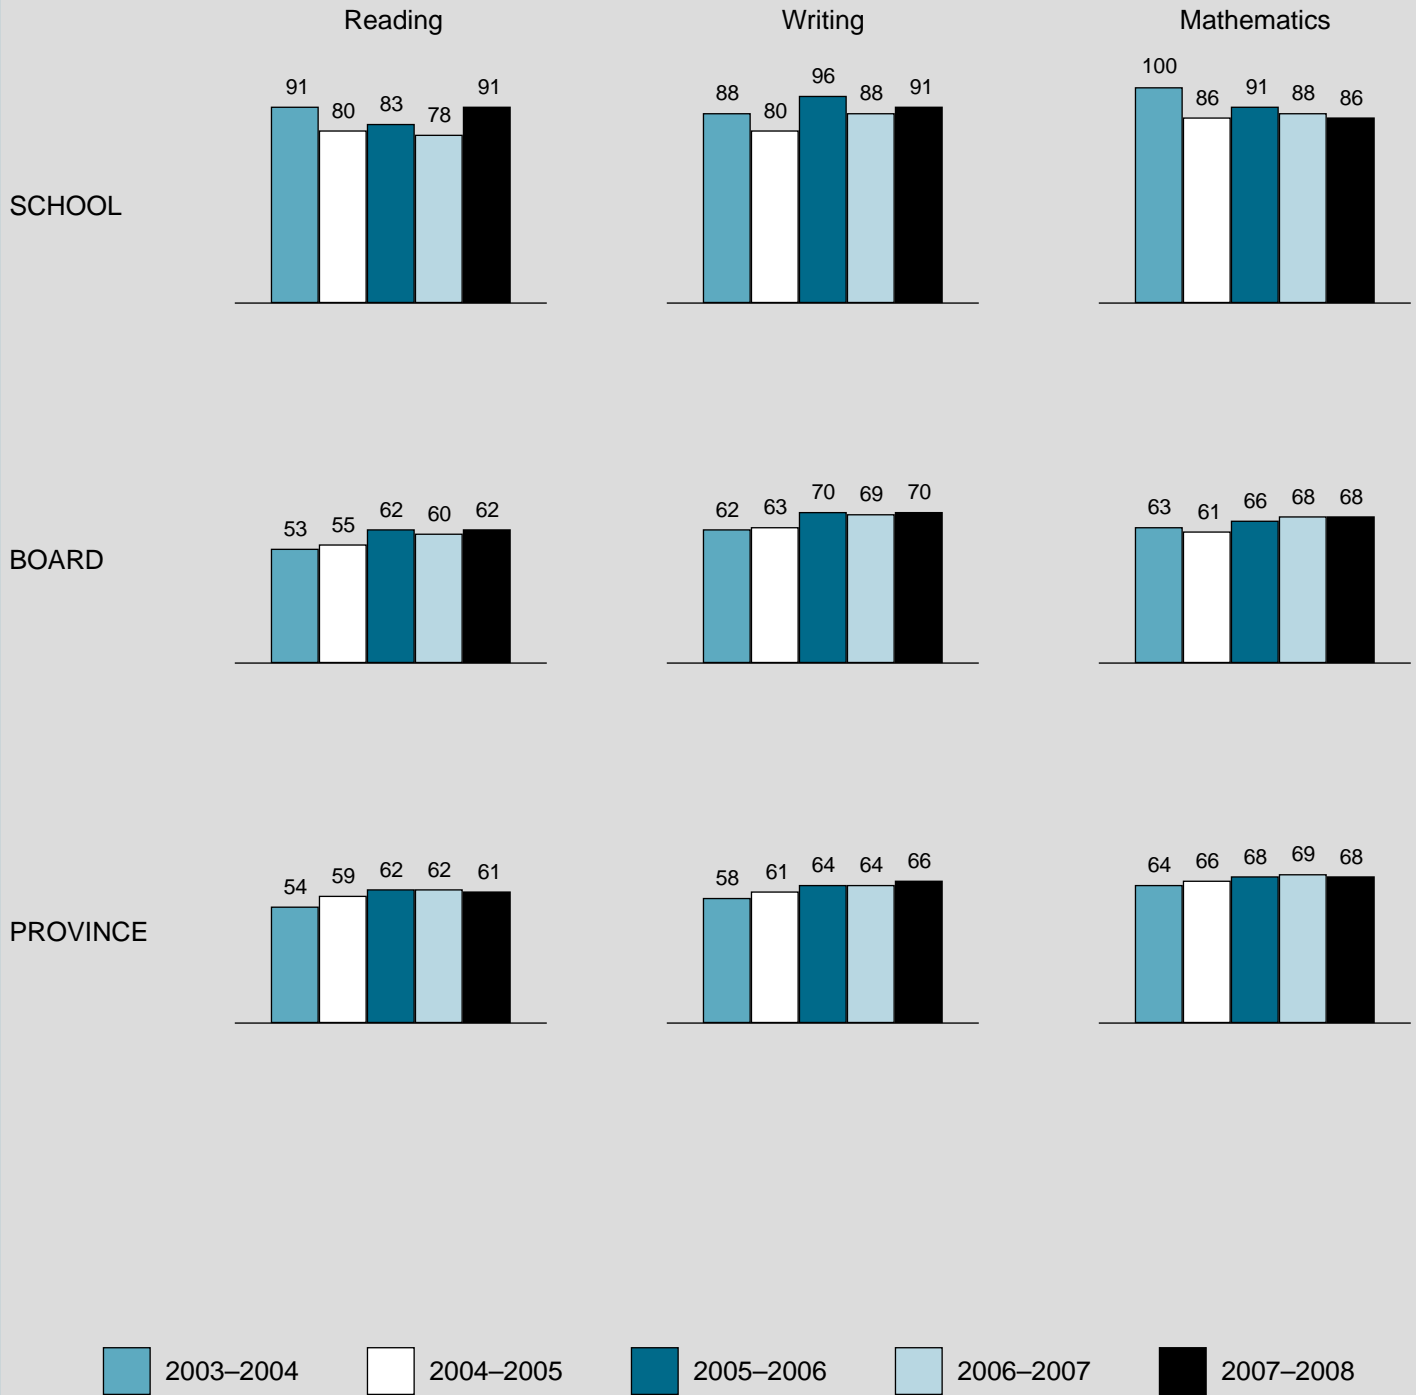 Reading Writing Mathematics
SCHOOL
91 80 83 78 91
88 80 96 88 91
100 86 91 88 86
BOARD
53 55 62 60 62
62 63 70 69 70
63 61 66 68 68
PROVINCE
54 59 62 62 61
58 61 64 64 66
64 66 68 69 68
2003–2004 2004–2005 2005–2006 2006–2007 2007–2008